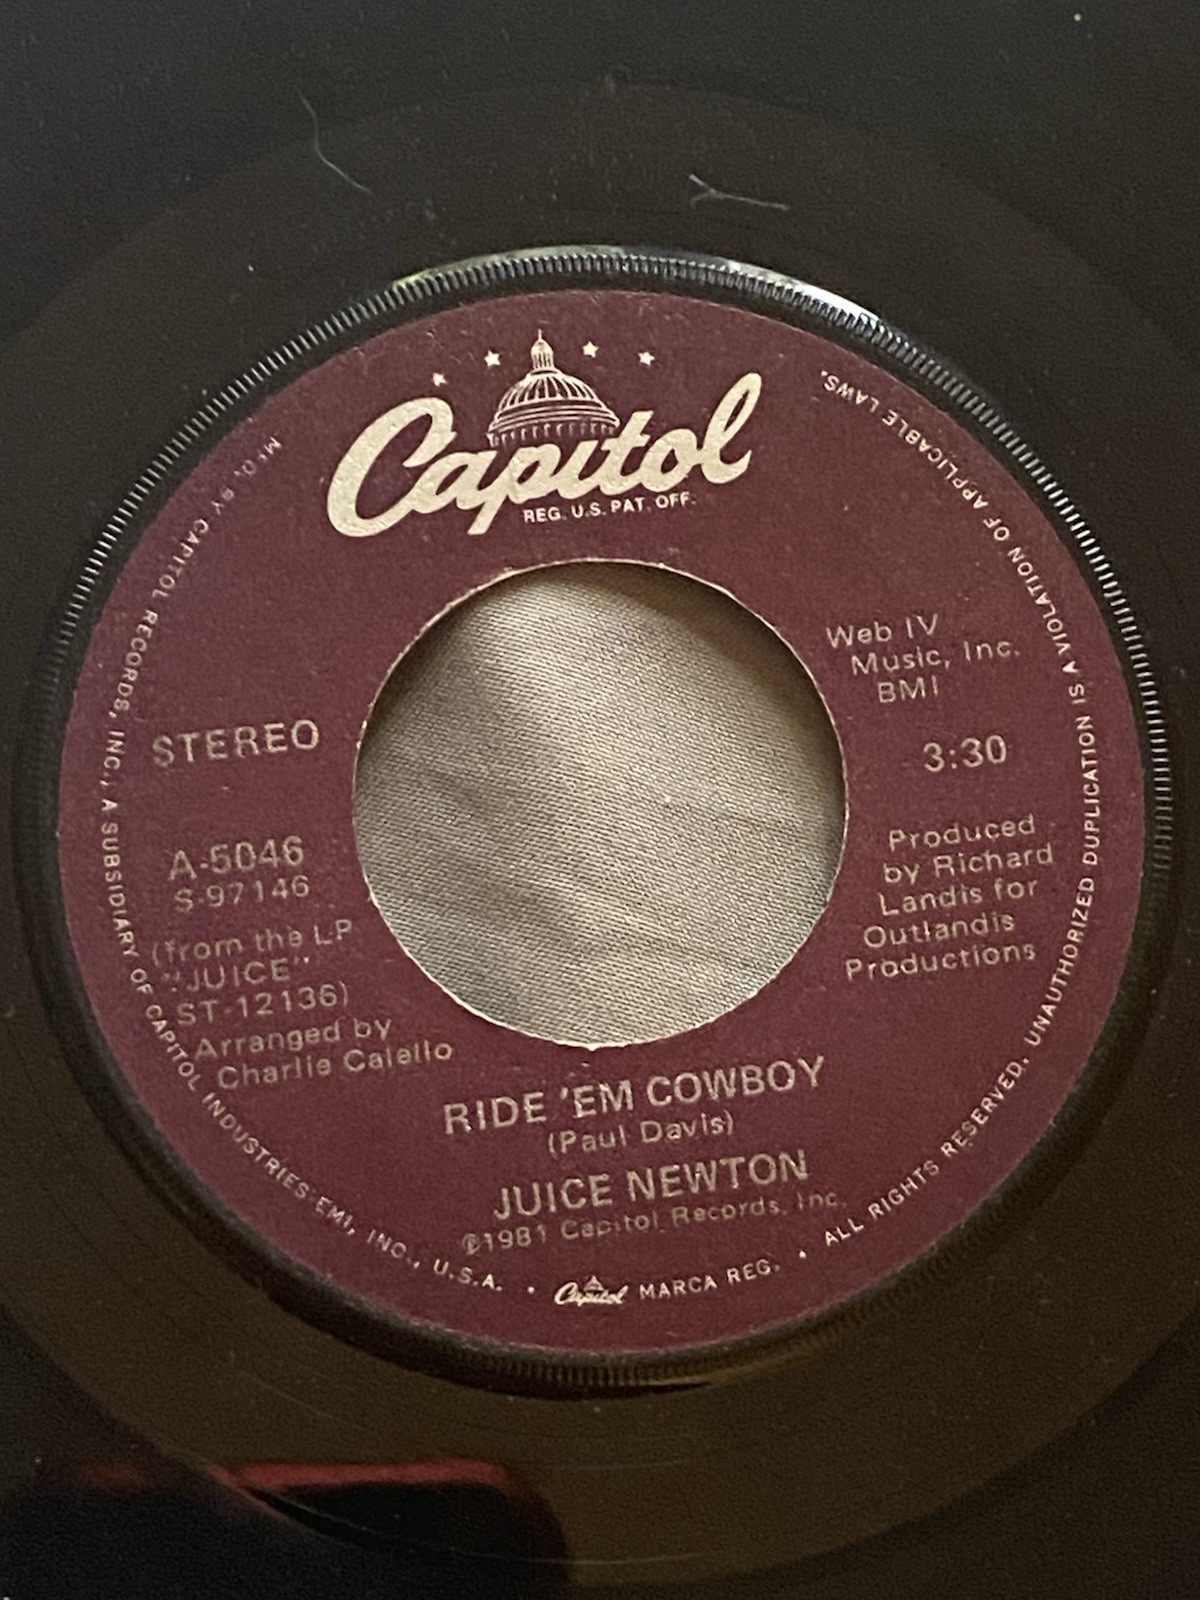 Capitol
REG. U.S. PAT. OFF.
Web IV
Music, Inc.
BMI
STEREO
3:30
A-5046
S-97146
(from the LP
"JUICE"
ST-12136)
Arranged by
Charlie Calello
Produced
by Richard
Landis for
Outlandis
Productions
RIDE 'EM COWBOY
(Paul Davis)
JUICE NEWTON
℗1981 Capitol Records, Inc.
MFD. BY CAPITOL RECORDS, INC., A SUBSIDIARY OF CAPITOL INDUSTRIES-EMI, INC., U.S.A. • Capitol MARCA REG. • ALL RIGHTS RESERVED. UNAUTHORIZED DUPLICATION IS A VIOLATION OF APPLICABLE LAWS.